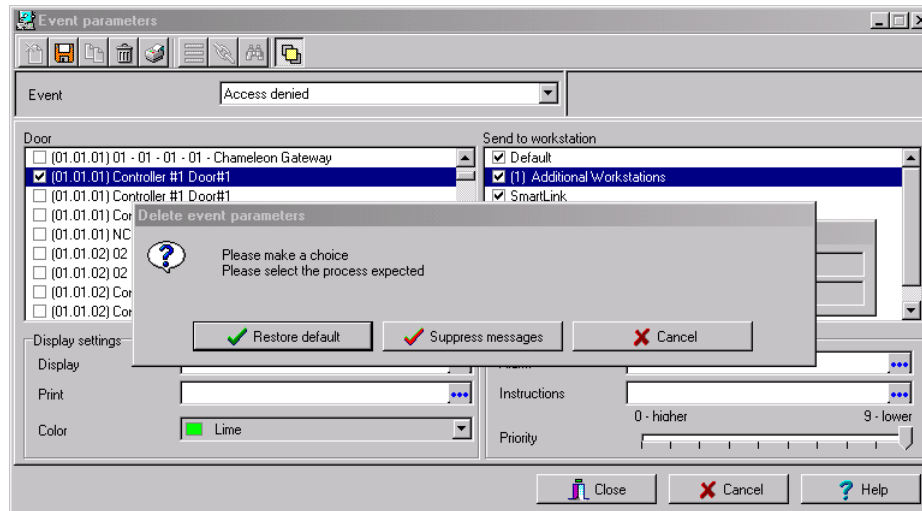 Event parameters
Event
Access denied
Door
Send to workstation
(01.01.01) 01 - 01 - 01 - 01 - Chameleon Gateway
(01.01.01) Controller #1 Door#1
(01.01.01) Controller #1 Door#1
(01.01.01) Cor
(01.01.01) NC
(01.01.02) 02
(01.01.02) 02
(01.01.02) Cor
(01.01.02) Cor
Default
(1) Additional Workstations
SmartLink
Delete event parameters
Please make a choice
Please select the process expected
Restore default
Suppress messages
Cancel
Display settings
Display
Print
Color
Lime
Instructions
0 - higher
9 - lower
Priority
Close
Cancel
Help